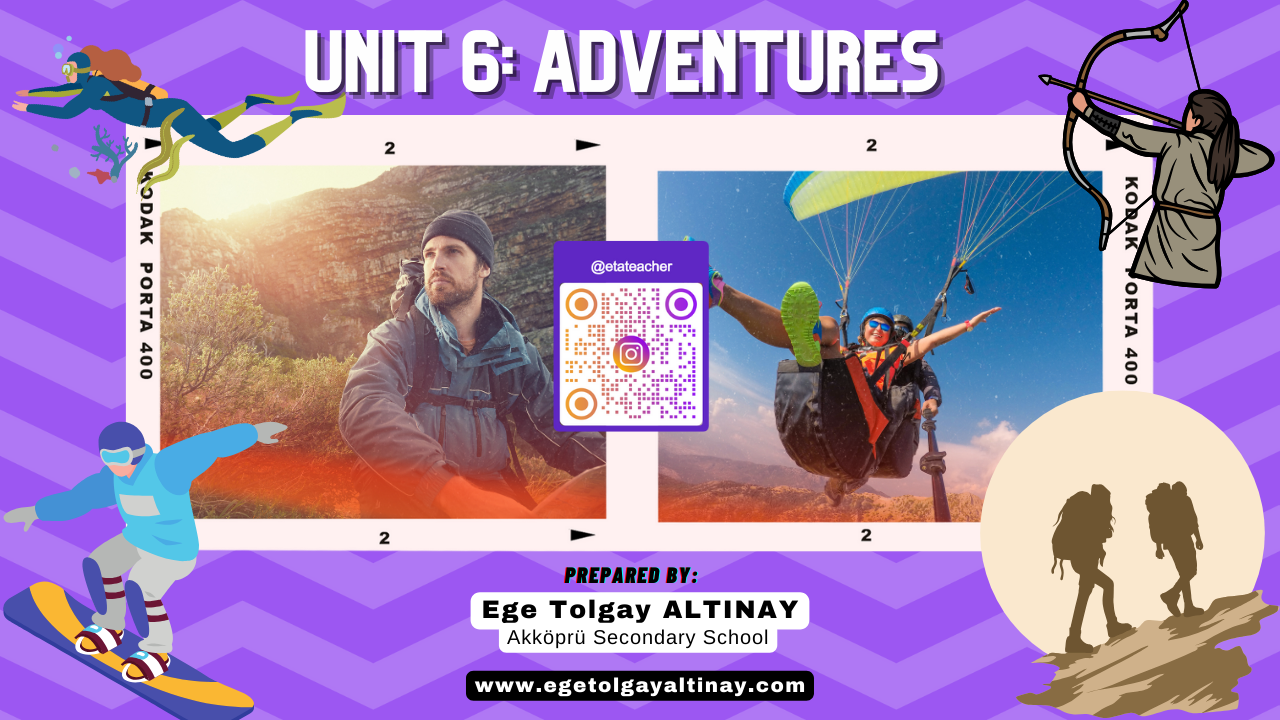 UNIT 6: ADVENTURES
2
2
KODAK PORTA 400
KODAK PORTA 400
@etateacher
2
2
PREPARED BY:
Ege Tolgay ALTINAY
Akköprü Secondary School
www.egetolgayaltinay.com